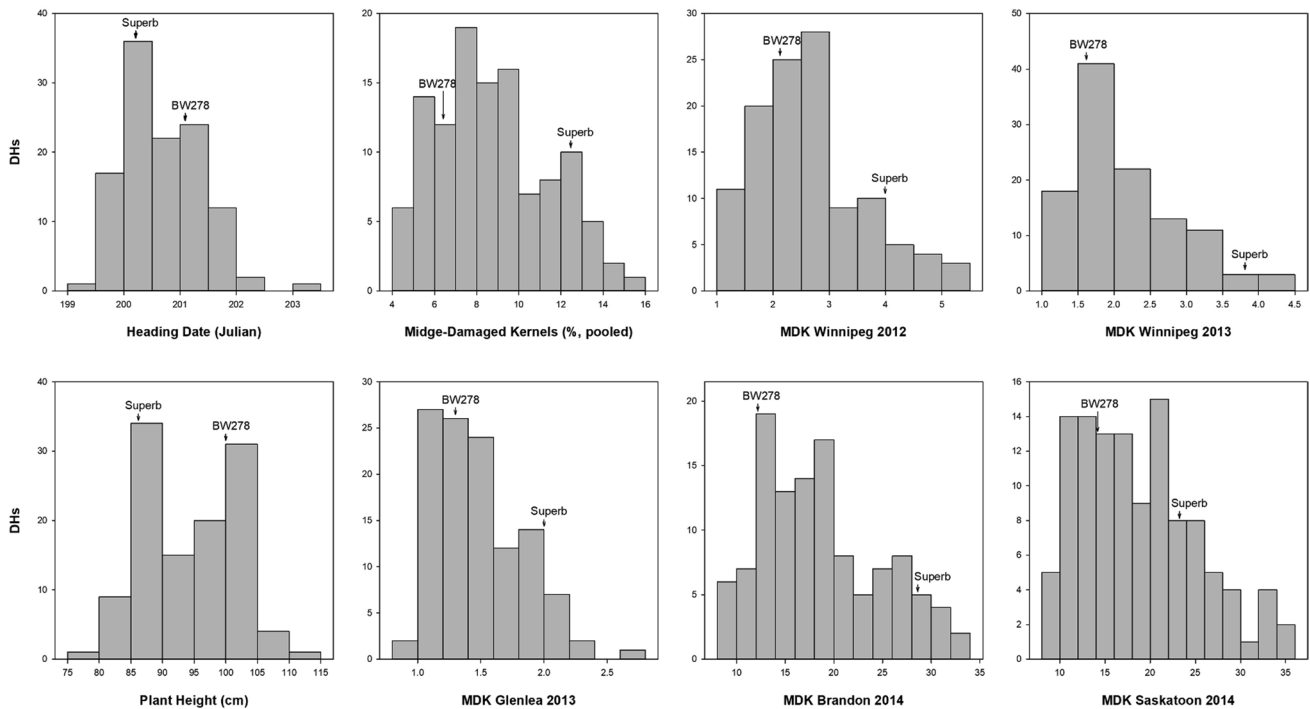 40
30
20
10
0
DHs
Superb
BW278
199 200 201 202 203
Heading Date (Julian)
20
15
10
5
0
BW278
Superb
4 6 8 10 12 14 16
Midge-Damaged Kernels (%, pooled)
30
25
20
15
10
5
0
BW278
Superb
1 2 3 4 5
MDK Winnipeg 2012
50
40
30
20
10
0
BW278
Superb
1.0 1.5 2.0 2.5 3.0 3.5 4.0 4.5
MDK Winnipeg 2013
40
30
20
10
0
DHs
Superb
BW278
75 80 85 90 95 100 105 110 115
Plant Height (cm)
30
25
20
15
10
5
0
BW278
Superb
1.0 1.5 2.0 2.5
MDK Glenlea 2013
20
15
10
5
0
BW278
Superb
10 15 20 25 30 35
MDK Brandon 2014
16
14
12
10
8
6
4
2
0
BW278
Superb
10 15 20 25 30 35
MDK Saskatoon 2014